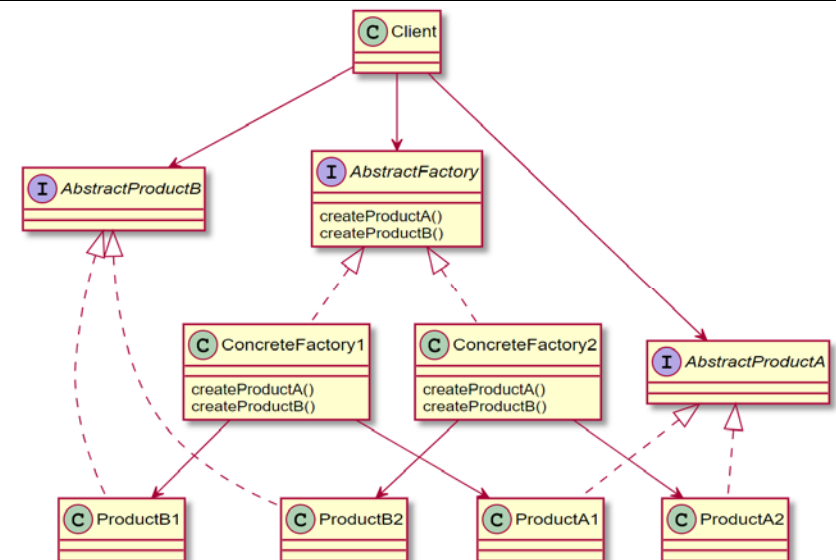 C Client
I AbstractProductB
I AbstractFactory
createProductA()
createProductB()
C ConcreteFactory1
createProductA()
createProductB()
C ConcreteFactory2
createProductA()
createProductB()
I AbstractProductA
C ProductB1
C ProductB2
C ProductA1
C ProductA2